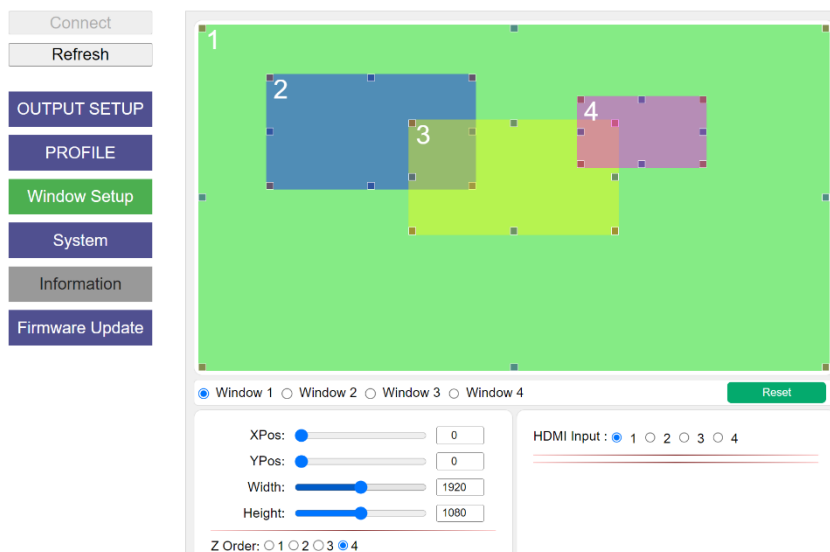 Connect
Refresh
OUTPUT SETUP
PROFILE
Window Setup
System
Information
Firmware Update
1
2
3
4
Window 1 Window 2 Window 3 Window 4
Reset
XPos: 0
YPos: 0
Width: 1920
Height: 1080
Z Order: 1 2 3 4
HDMI Input : 1 2 3 4